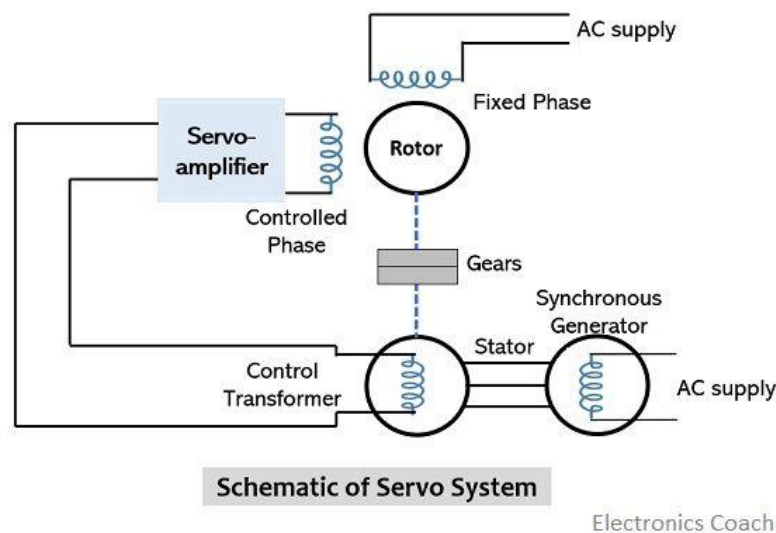 AC supply
Fixed Phase
Servo-
amplifier
Rotor
Controlled
Phase
Gears
Synchronous
Generator
Stator
Control
Transformer
AC supply
Schematic of Servo System
Electronics Coach